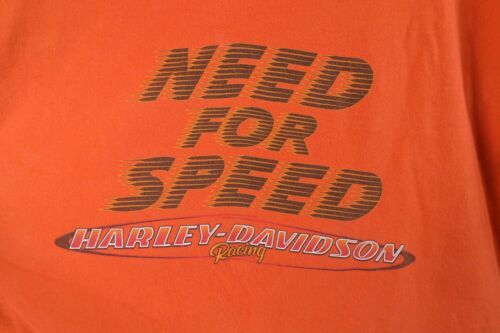 NEED
FOR
SPEED
HARLEY-DAVIDSON
Racing